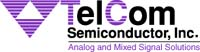 TelCom
Semiconductor, Inc.
Analog and Mixed Signal Solutions